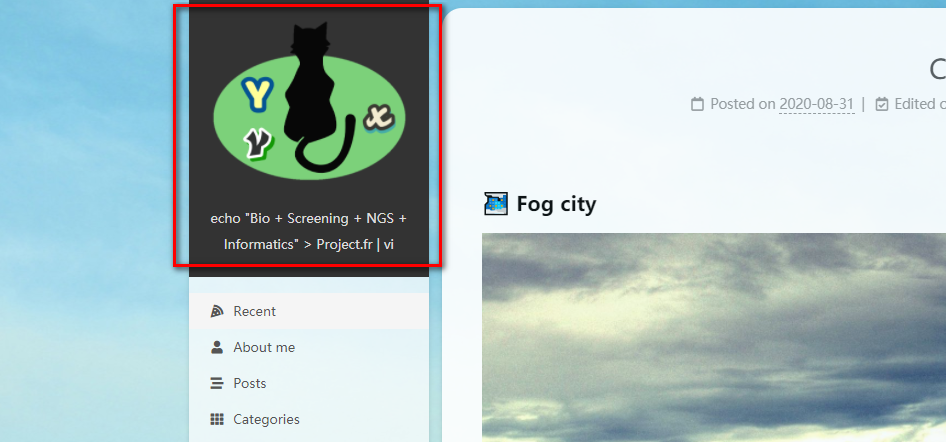 Y
y
x
echo "Bio + Screening + NGS +
Informatics" > Project.fr | vi
Recent
About me
Posts
Categories
C
Posted on 2020-08-31 | Edited o
Fog city